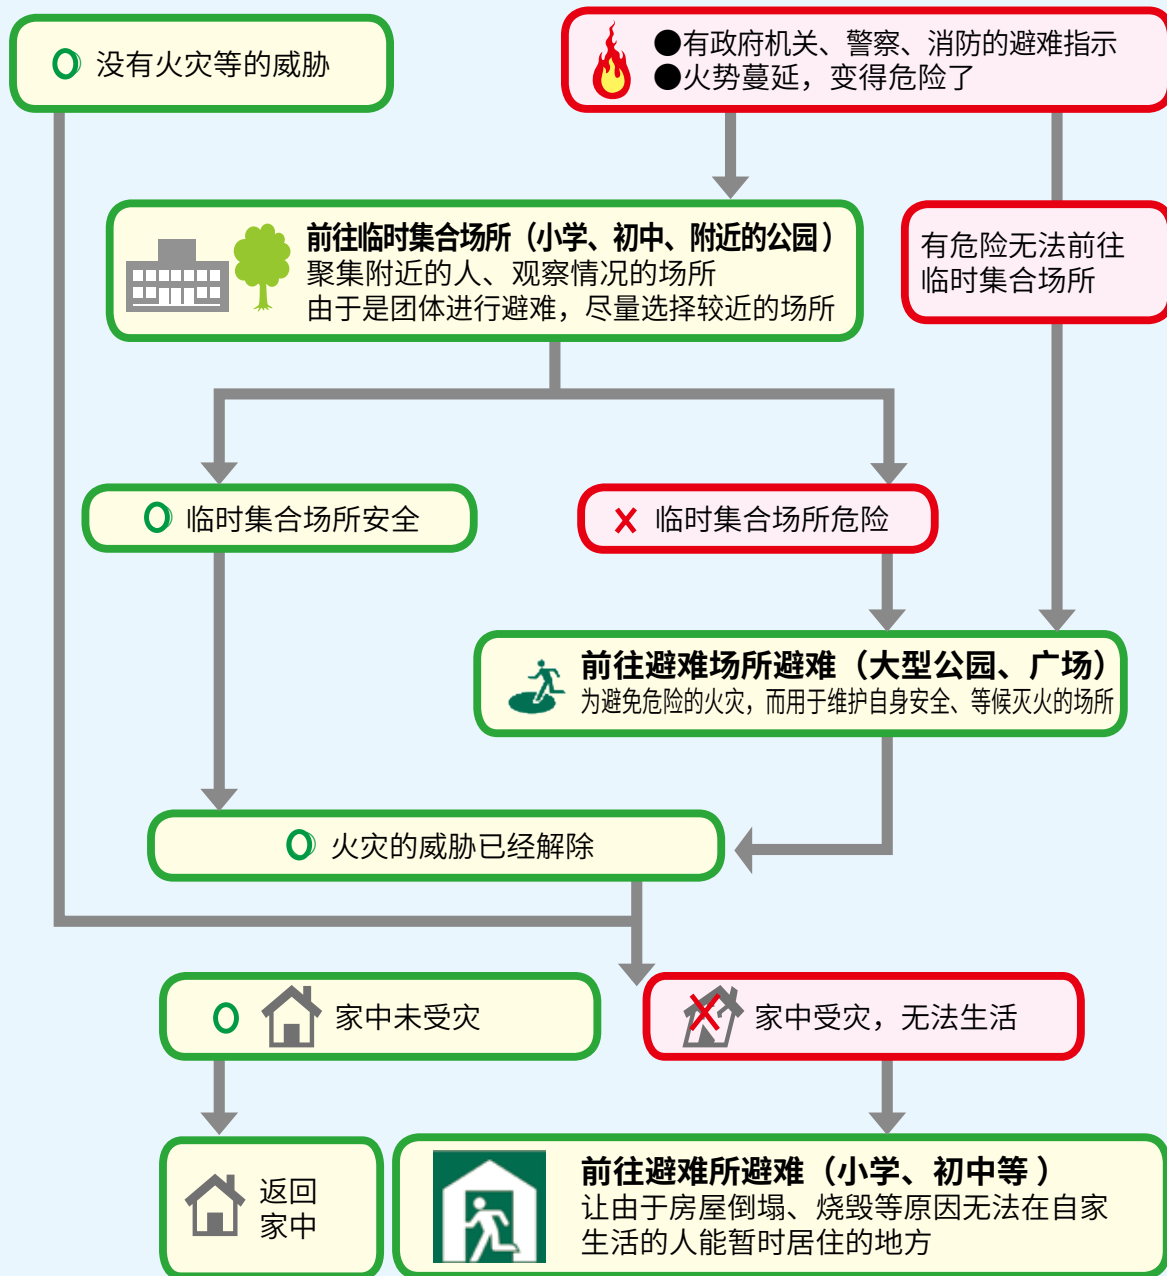 没有火灾等的威胁
●有政府机关、警察、消防的避难指示
●火势蔓延，变得危险了
前往临时集合场所（小学、初中、附近的公园）
聚集附近的人、观察情况的场所
由于是团体进行避难，尽量选择较近的场所
有危险无法前往
临时集合场所
临时集合场所安全
临时集合场所危险
前往避难场所避难（大型公园、广场）
为避免危险的火灾，而用于维护自身安全、等候灭火的场所
火灾的威胁已经解除
家中未受灾
家中受灾，无法生活
返回
家中
前往避难所避难（小学、初中等）
让由于房屋倒塌、烧毁等原因无法在自家
生活的人能暂时居住的地方